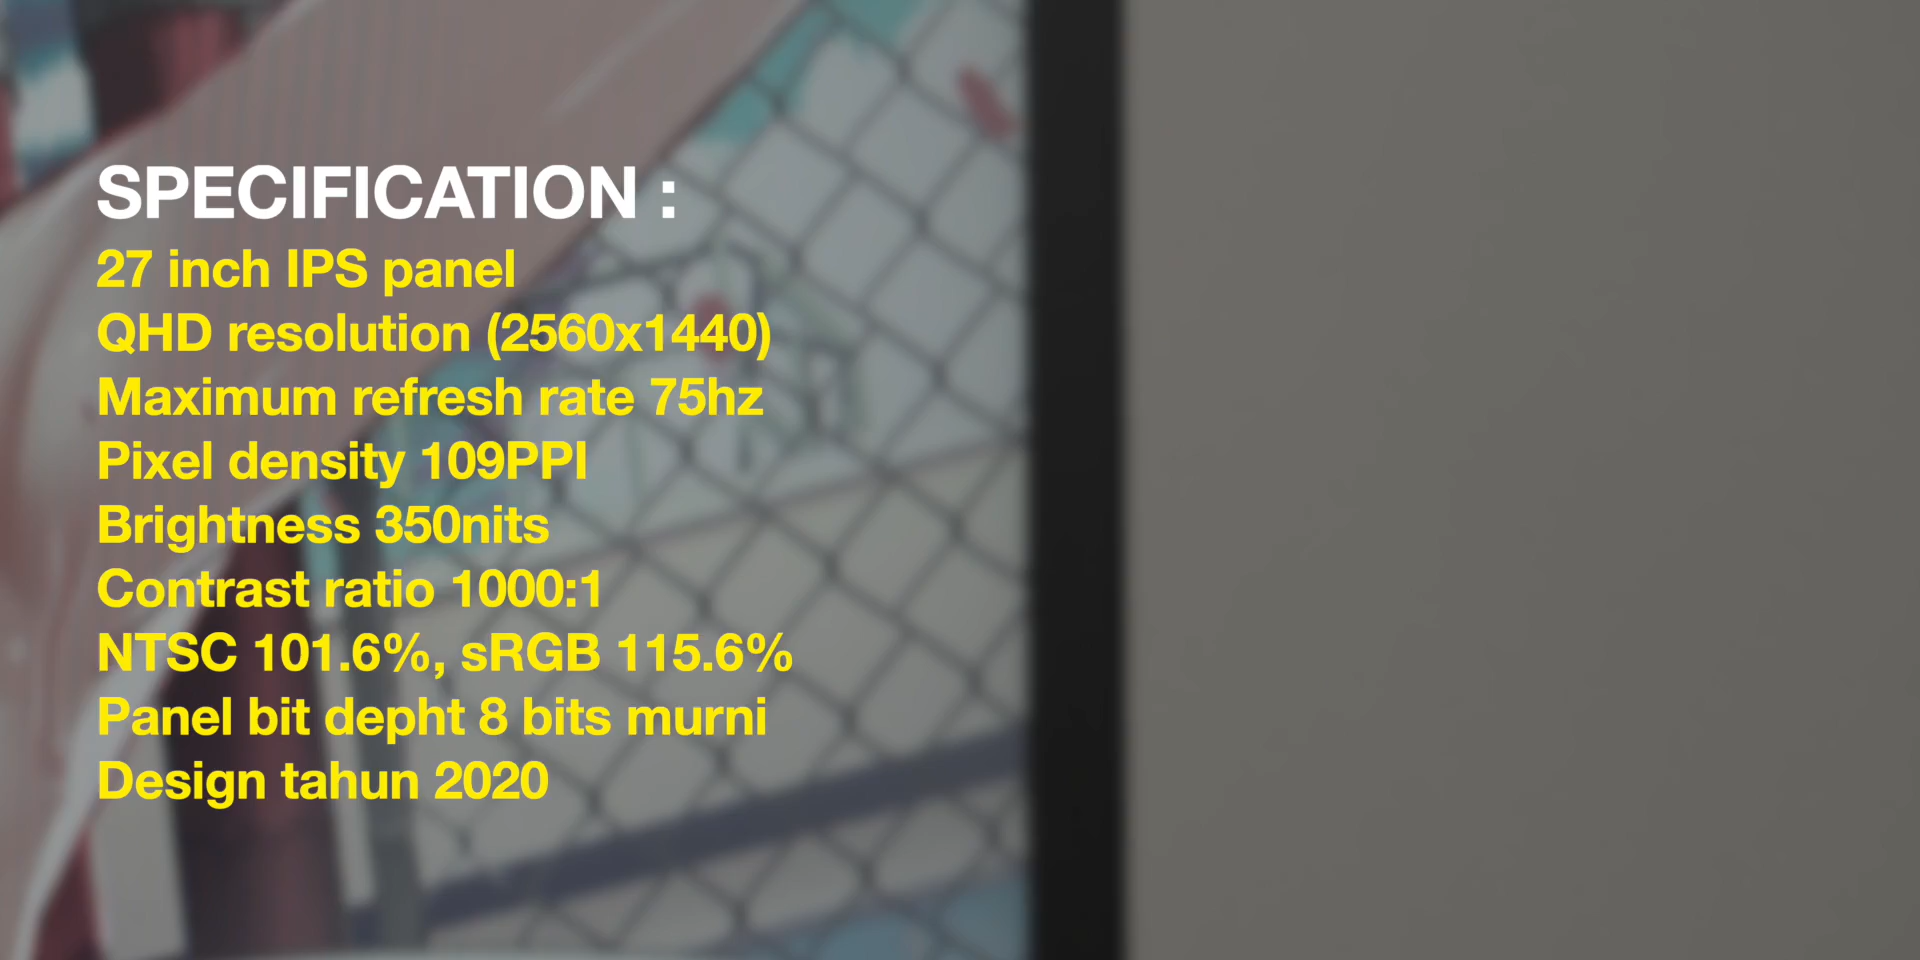 SPECIFICATION :
27 inch IPS panel
QHD resolution (2560x1440)
Maximum refresh rate 75hz
Pixel density 109PPI
Brightness 350nits
Contrast ratio 1000:1
NTSC 101.6%, sRGB 115.6%
Panel bit depht 8 bits murni
Design tahun 2020